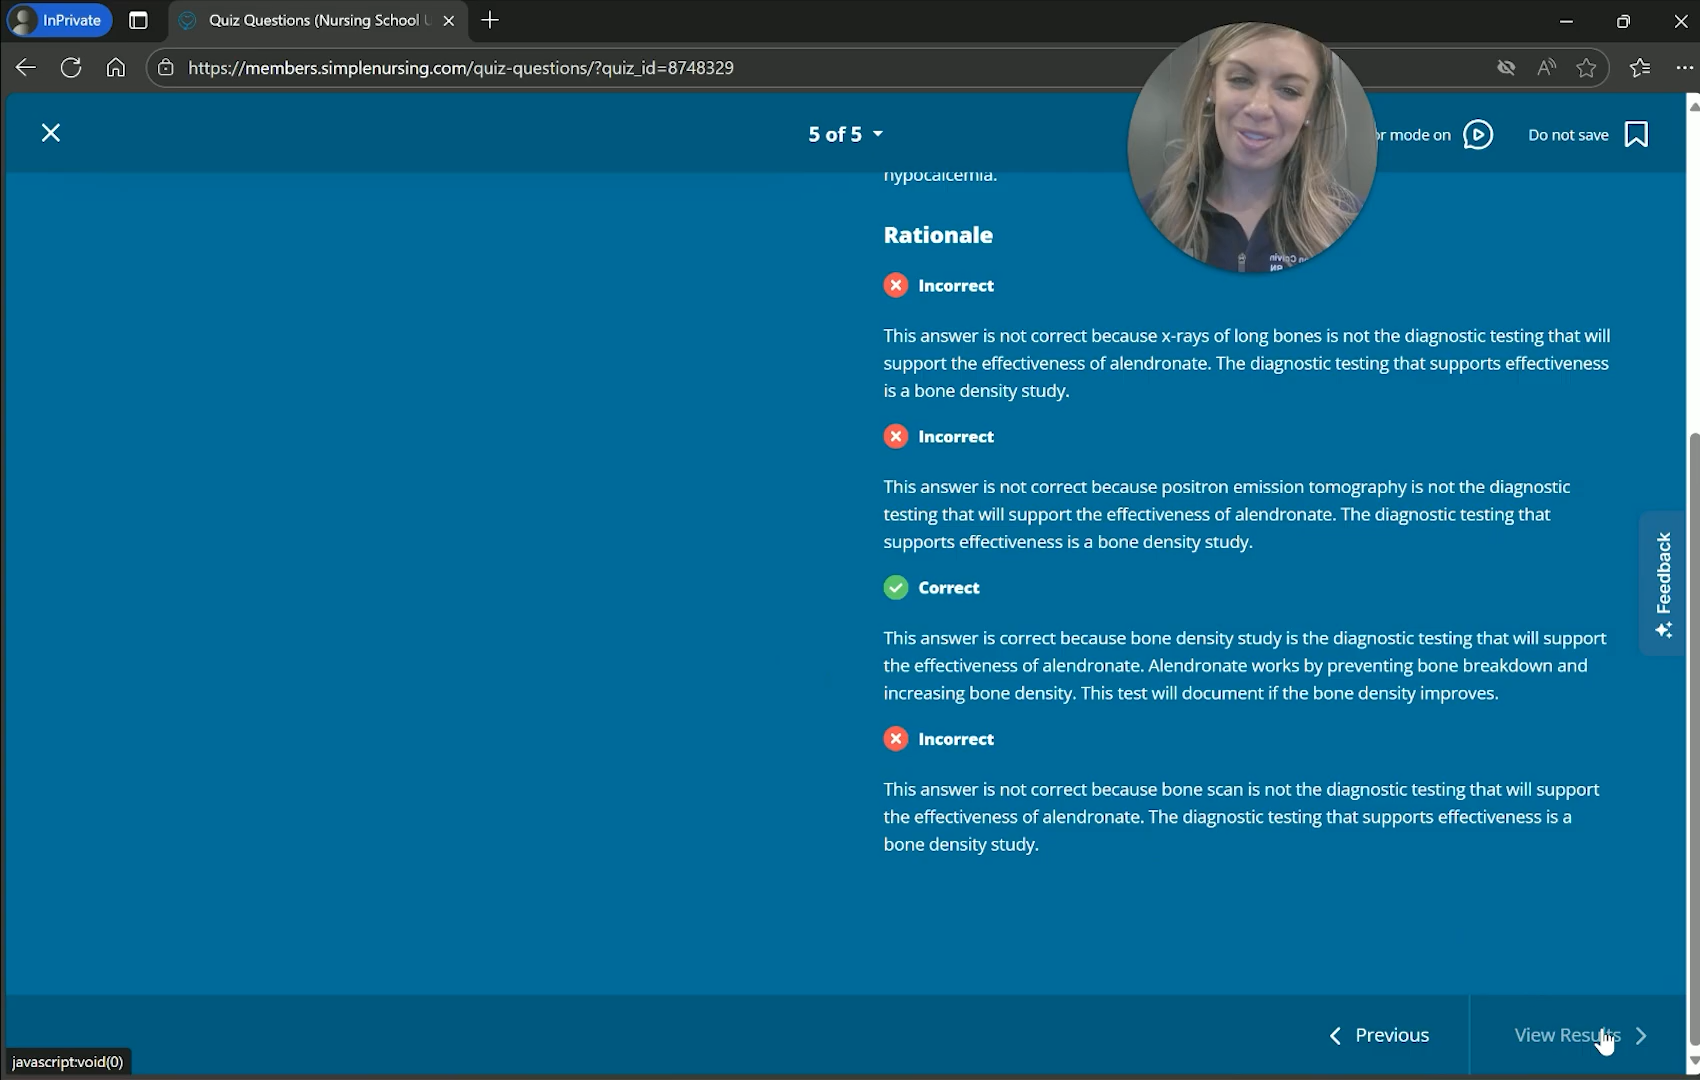 InPrivate
Quiz Questions (Nursing School
https://members.simplenursing.com/quiz-questions/?quiz_id=8748329
5 of 5
r mode on
Do not save
hypocalcemia.
Rationale
Incorrect
This answer is not correct because x-rays of long bones is not the diagnostic testing that will
support the effectiveness of alendronate. The diagnostic testing that supports effectiveness
is a bone density study.
Incorrect
This answer is not correct because positron emission tomography is not the diagnostic
testing that will support the effectiveness of alendronate. The diagnostic testing that
supports effectiveness is a bone density study.
Correct
This answer is correct because bone density study is the diagnostic testing that will support
the effectiveness of alendronate. Alendronate works by preventing bone breakdown and
increasing bone density. This test will document if the bone density improves.
Incorrect
This answer is not correct because bone scan is not the diagnostic testing that will support
the effectiveness of alendronate. The diagnostic testing that supports effectiveness is a
bone density study.
Feedback
Previous
View Results
javascript:void(0)